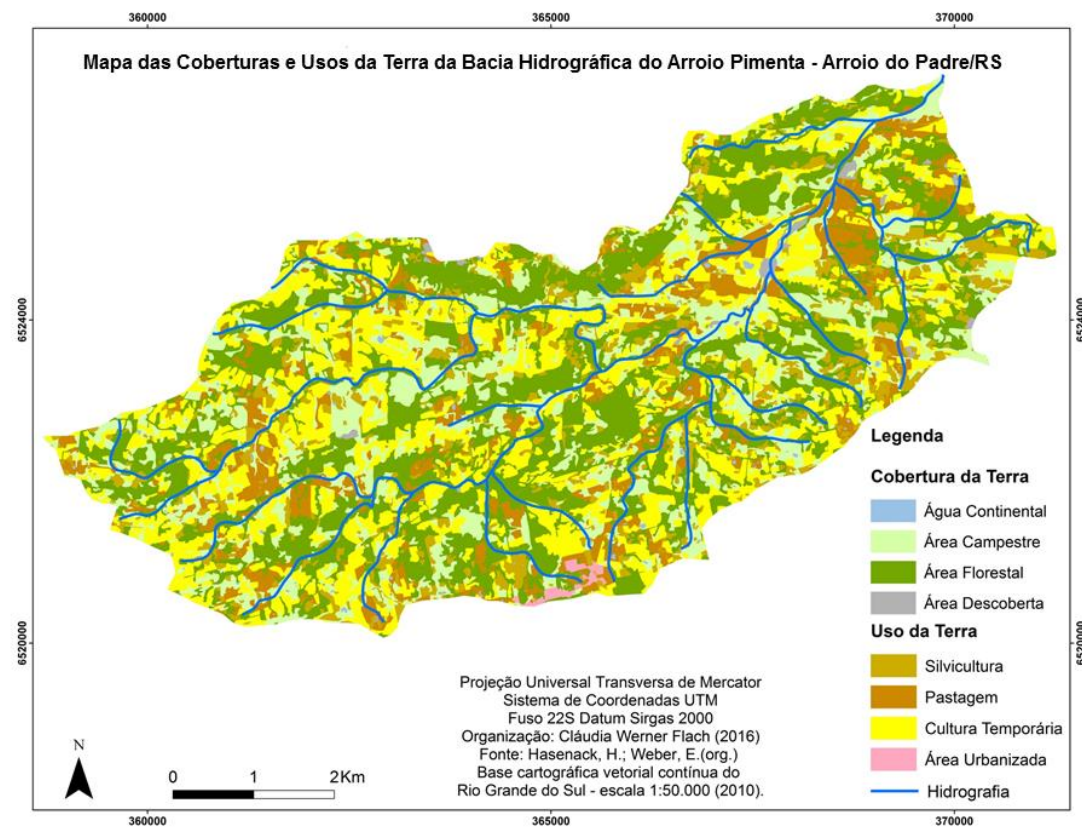 360000
365000
370000
Mapa das Coberturas e Usos da Terra da Bacia Hidrográfica do Arroio Pimenta - Arroio do Padre/RS
6524000
6524000
Legenda
Cobertura da Terra
Água Continental
Área Campestre
Área Florestal
Área Descoberta
Uso da Terra
Silvicultura
Pastagem
Cultura Temporária
Área Urbanizada
Hidrografia
6520000
6520000
Projeção Universal Transversa de Mercator
Sistema de Coordenadas UTM
Fuso 22S Datum Sirgas 2000
Organização: Cláudia Werner Flach (2016)
Fonte: Hasenack, H.; Weber, E.(org.)
Base cartográfica vetorial contínua do
Rio Grande do Sul - escala 1:50.000 (2010).
N
0 1 2Km
360000
365000
370000